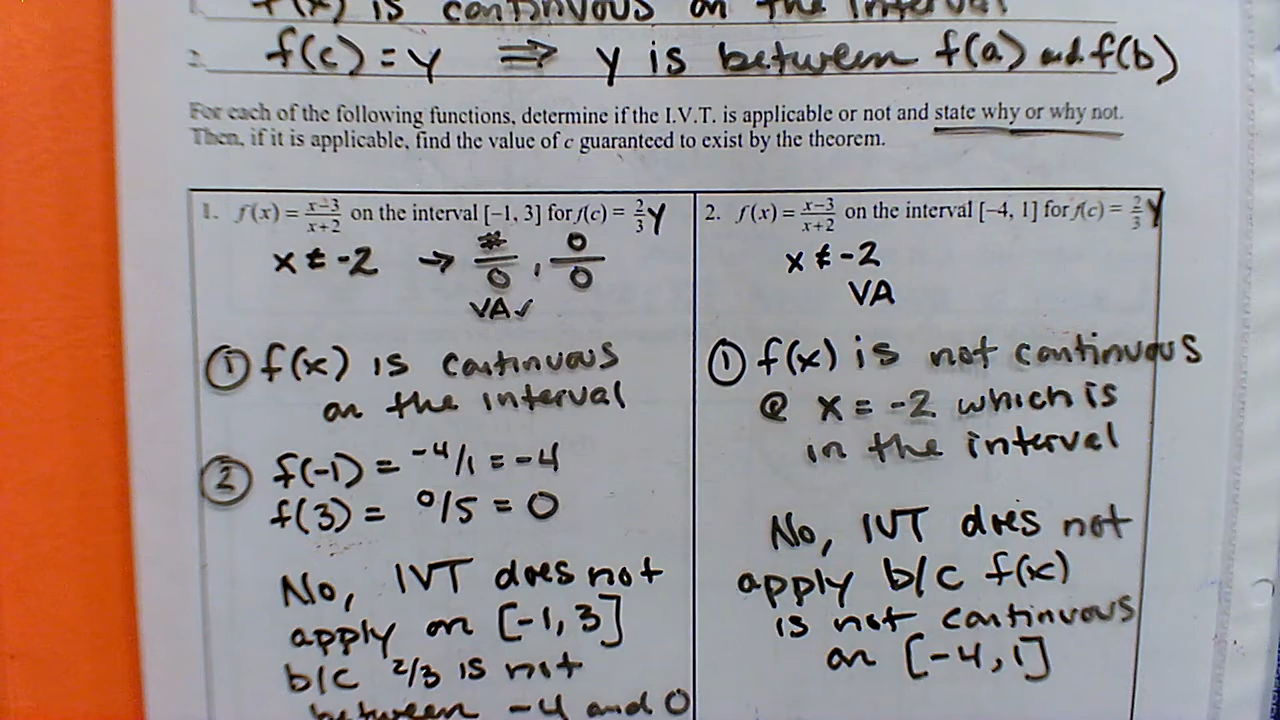 1. f(x) is continuous on the interval
2. f(c) = y ⇒ y is between f(a) and f(b)
For each of the following functions, determine if the I.V.T. is applicable or not and state why or why not.
Then, if it is applicable, find the value of c guaranteed to exist by the theorem.
1. f(x) = (x-3)/(x+2) on the interval [-1, 3] for f(c) = 2/3 Y
x ≠ -2 → #/0 , 0/0
VA ✓
① f(x) is continuous
on the interval
② f(-1) = -4/1 = -4
f(3) = 0/5 = 0
No, IVT does not
apply on [-1, 3]
b/c 2/3 is not
between -4 and 0
2. f(x) = (x-3)/(x+2) on the interval [-4, 1] for f(c) = 2/3 Y
x ≠ -2
VA
① f(x) is not continuous
@ x = -2 which is
in the interval
No, IVT does not
apply b/c f(x)
is not continuous
on [-4, 1]